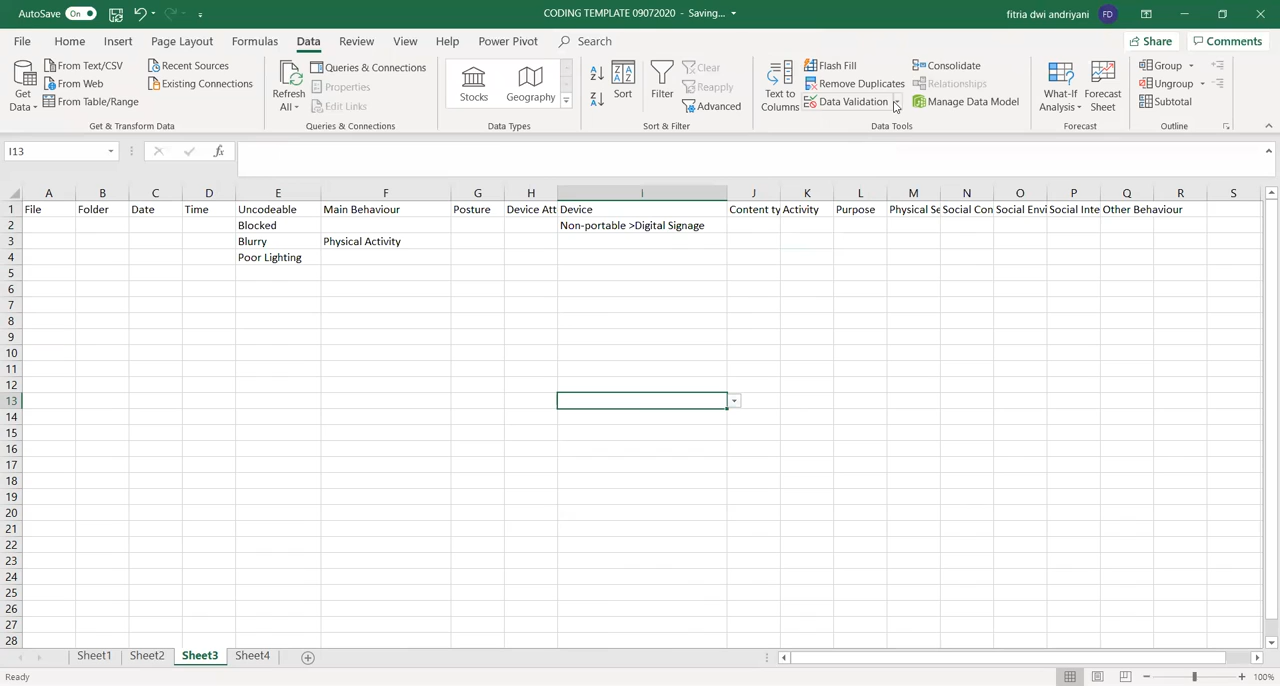 AutoSave On CODING TEMPLATE 09072020 - Saving... fitria dwi andriyani FD
File Home Insert Page Layout Formulas Data Review View Help Power Pivot Search Share Comments
Get Data
From Text/CSV
From Web
From Table/Range
Recent Sources
Existing Connections
Get & Transform Data
Refresh All
Queries & Connections
Properties
Edit Links
Queries & Connections
Stocks
Geography
Data Types
Sort
Filter
Clear
Reapply
Advanced
Sort & Filter
Text to Columns
Flash Fill
Remove Duplicates
Data Validation
Consolidate
Relationships
Manage Data Model
Data Tools
What-If Analysis
Forecast Sheet
Forecast
Group
Ungroup
Subtotal
Outline
I13 fx
A B C D E F G H I J K L M N O P Q R S
1 File Folder Date Time Uncodeable Main Behaviour Posture Device Att Device Content ty Activity Purpose Physical Se Social Con Social Envi Social Inte Other Behaviour
2 Blocked Non-portable >Digital Signage
3 Blurry Physical Activity
4 Poor Lighting
5
6
7
8
9
10
11
12
13
14
15
16
17
18
19
20
21
22
23
24
25
26
27
28
Sheet1 Sheet2 Sheet3 Sheet4
Ready 100%